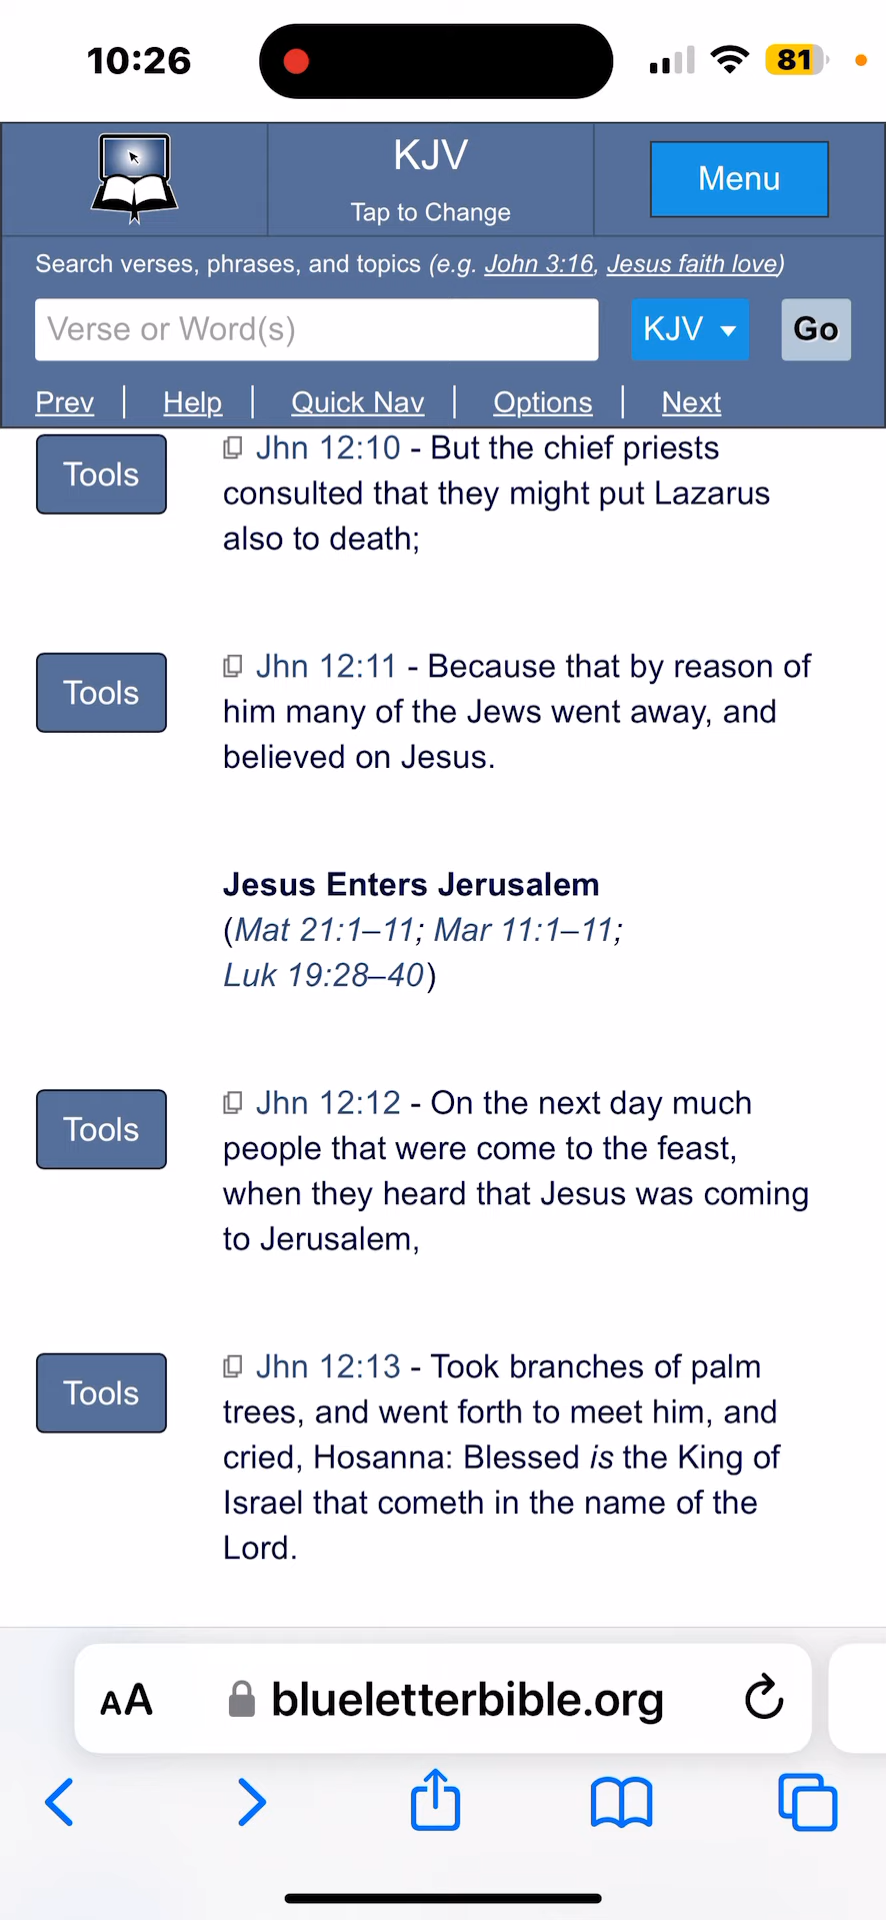 10:26
81
KJV
Tap to Change
Menu
Search verses, phrases, and topics (e.g. John 3:16, Jesus faith love)
Verse or Word(s)
KJV
Go
Prev | Help | Quick Nav | Options | Next
Tools
Jhn 12:10 - But the chief priests
consulted that they might put Lazarus
also to death;
Tools
Jhn 12:11 - Because that by reason of
him many of the Jews went away, and
believed on Jesus.
Jesus Enters Jerusalem
(Mat 21:1–11; Mar 11:1–11;
Luk 19:28–40)
Tools
Jhn 12:12 - On the next day much
people that were come to the feast,
when they heard that Jesus was coming
to Jerusalem,
Tools
Jhn 12:13 - Took branches of palm
trees, and went forth to meet him, and
cried, Hosanna: Blessed is the King of
Israel that cometh in the name of the
Lord.
AA
blueletterbible.org